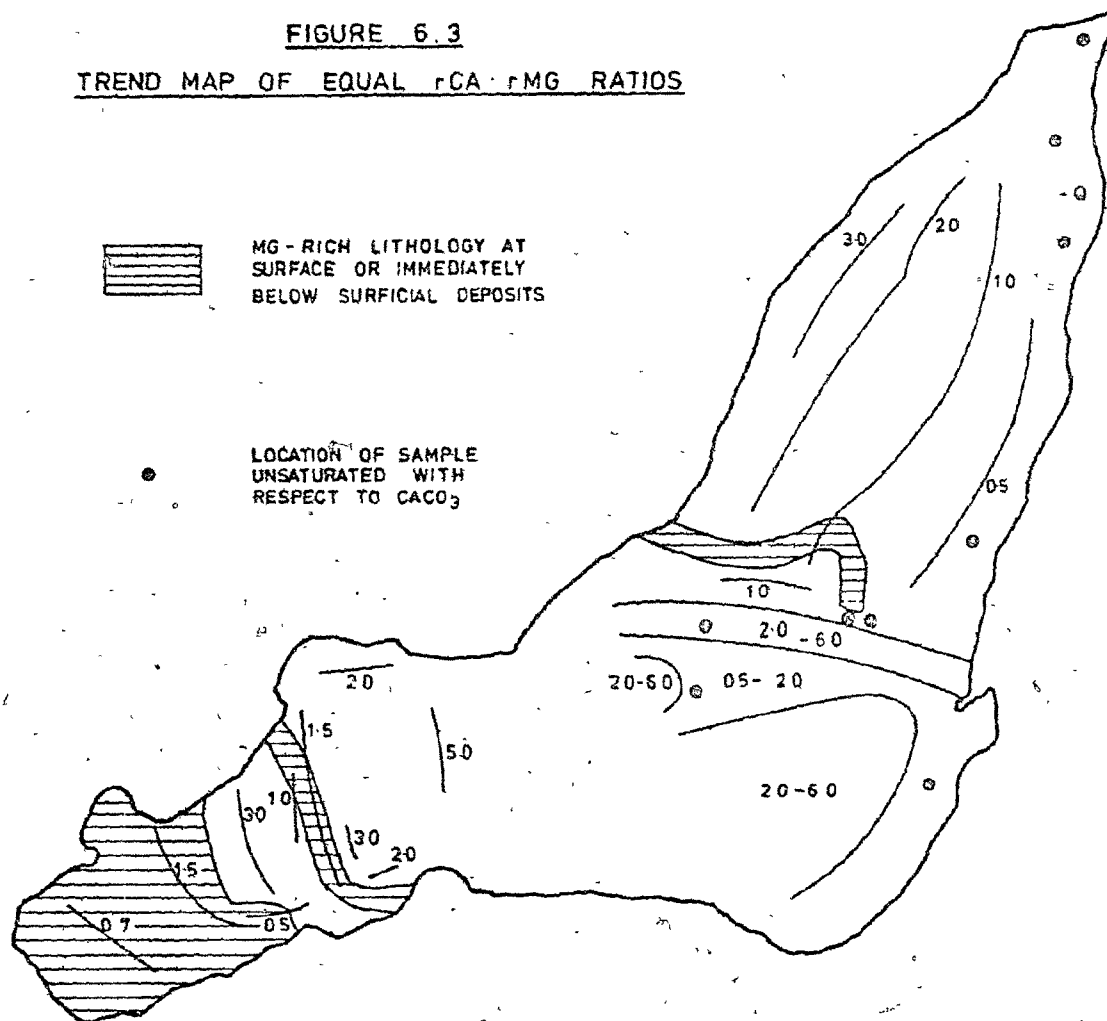 FIGURE 6.3
TREND MAP OF EQUAL rCA:rMG RATIOS
MG-RICH LITHOLOGY AT
SURFACE OR IMMEDIATELY
BELOW SURFICIAL DEPOSITS
LOCATION OF SAMPLE
UNSATURATED WITH
RESPECT TO CACO₃
3.0
2.0
1.0
0.5
1.0
2.0-6.0
2.0-6.0
0.5-2.0
2.0-6.0
2.0
1.5
5.0
3.0
1.0
3.0
2.0
1.5
0.7
0.5